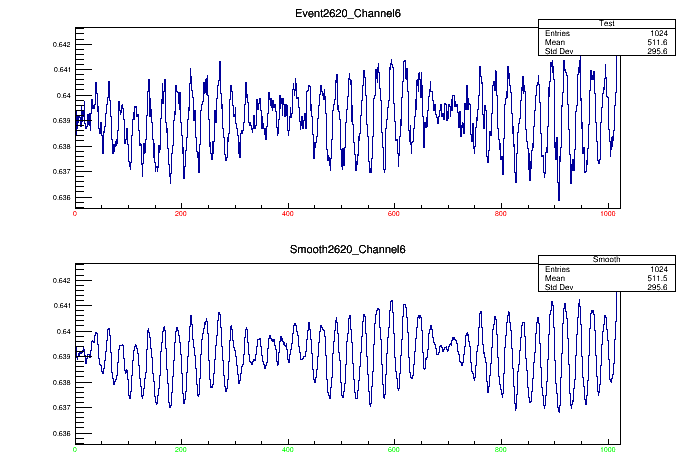 Event2620_Channel6
Test
Entries 1024
Mean 511.6
Std Dev 295.6
0.642
0.641
0.64
0.639
0.638
0.637
0.636
0 200 400 600 800 1000
Smooth2620_Channel6
Smooth
Entries 1024
Mean 511.5
Std Dev 295.6
0.642
0.641
0.64
0.639
0.638
0.637
0.636
0 200 400 600 800 1000